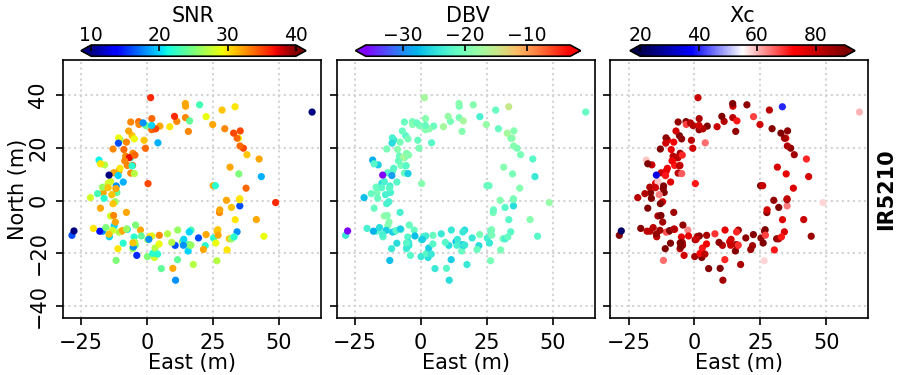 SNR DBV Xc
10 20 30 40 −30 −20 −10 20 40 60 80
40
20
0
−20
−40
North (m)
IR5210
−25 0 25 50 −25 0 25 50 −25 0 25 50
East (m) East (m) East (m)